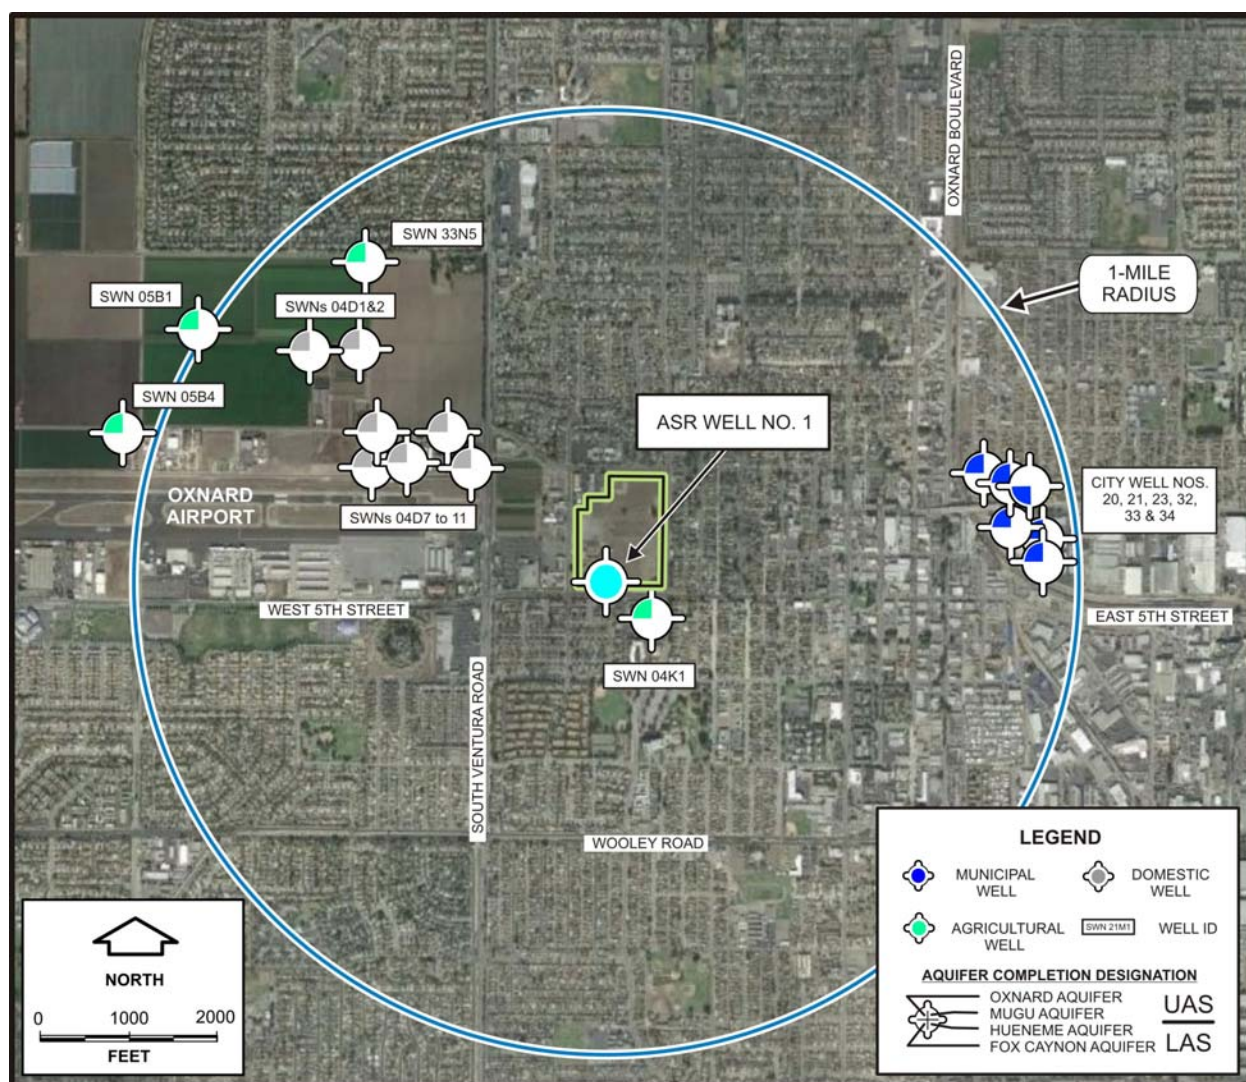 OXNARD BOULEVARD
SWN 33N5
1-MILE
RADIUS
SWN 05B1
SWNs 04D1&2
SWN 05B4
ASR WELL NO. 1
OXNARD
AIRPORT
SWNs 04D7 to 11
CITY WELL NOS.
20, 21, 23, 32,
33 & 34
WEST 5TH STREET
EAST 5TH STREET
SWN 04K1
SOUTH VENTURA ROAD
WOOLEY ROAD
NORTH
0 1000 2000
FEET
LEGEND
MUNICIPAL
WELL
DOMESTIC
WELL
AGRICULTURAL
WELL
SWN 21M1
WELL ID
AQUIFER COMPLETION DESIGNATION
OXNARD AQUIFER
MUGU AQUIFER
HUENEME AQUIFER
FOX CAYNON AQUIFER
UAS
LAS